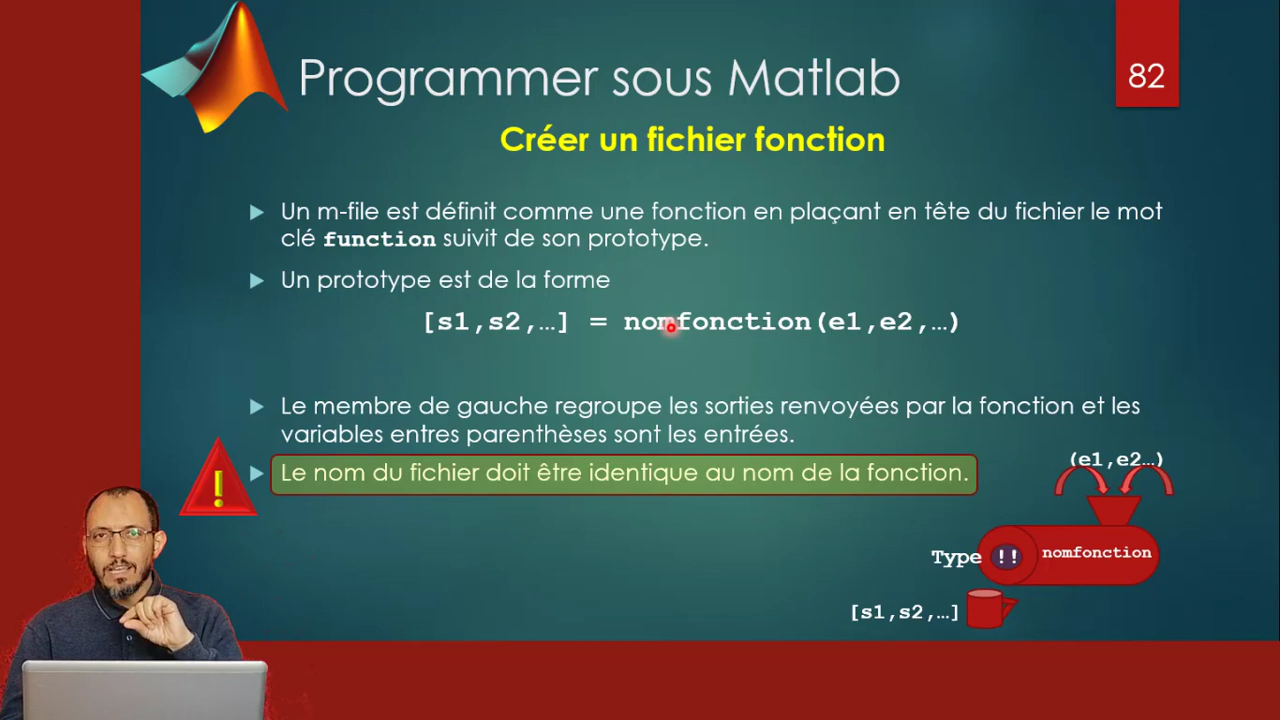 Programmer sous Matlab
82
Créer un fichier fonction
Un m-file est définit comme une fonction en plaçant en tête du fichier le mot
clé function suivit de son prototype.
Un prototype est de la forme
[s1,s2,…] = nomfonction(e1,e2,…)
Le membre de gauche regroupe les sorties renvoyées par la fonction et les
variables entres parenthèses sont les entrées.
!
Le nom du fichier doit être identique au nom de la fonction.
(e1,e2…)
Type !! nomfonction
[s1,s2,…]